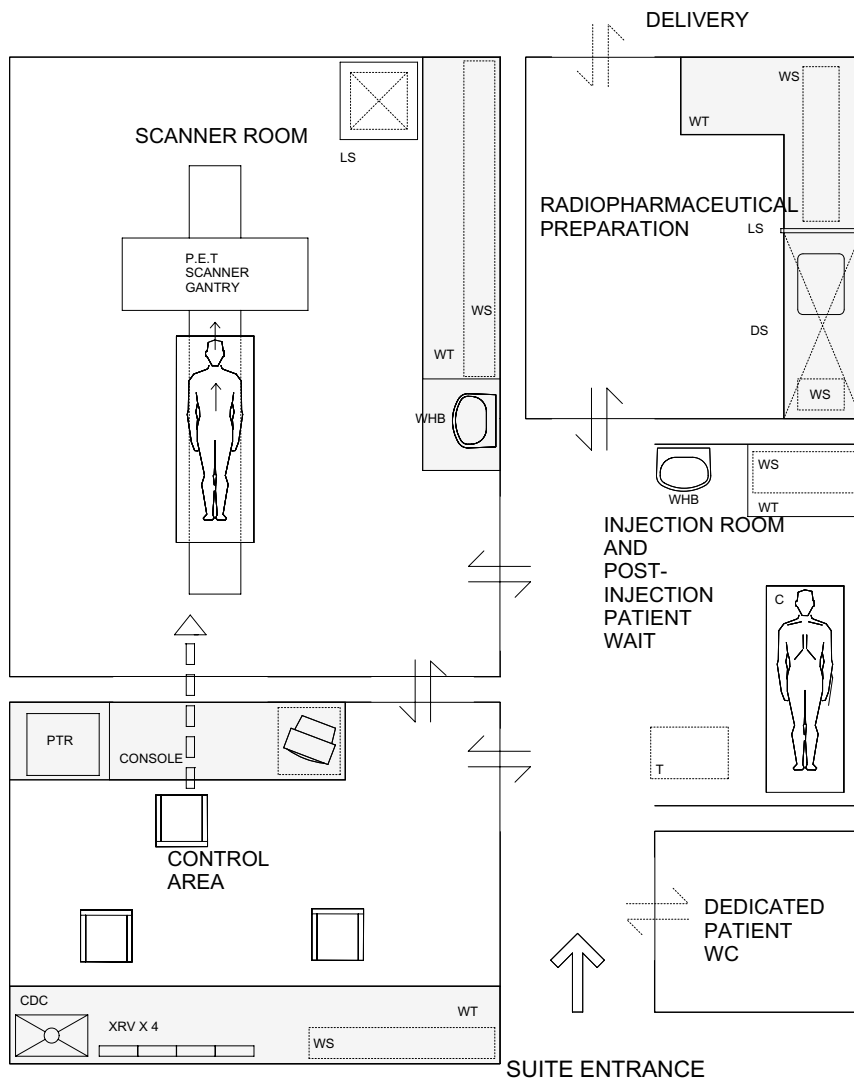 DELIVERY
SCANNER ROOM
LS
P.E.T
SCANNER
GANTRY
WS
WT
WHB
WS
WT
RADIOPHARMACEUTICAL
PREPARATION
LS
DS
WS
WHB
WS
WT
INJECTION ROOM
AND
POST-
INJECTION
PATIENT
WAIT
C
T
PTR
CONSOLE
CONTROL
AREA
DEDICATED
PATIENT
WC
CDC
XRV X 4
WT
WS
SUITE ENTRANCE